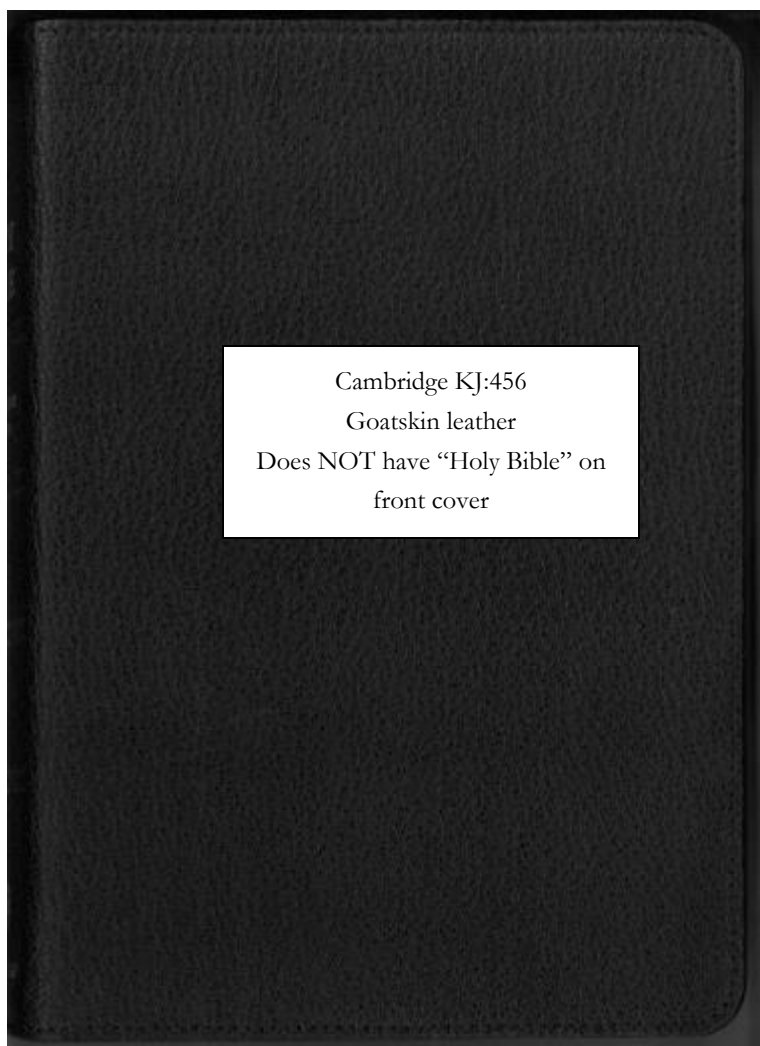 Cambridge KJ:456
Goatskin leather
Does NOT have “Holy Bible” on
front cover